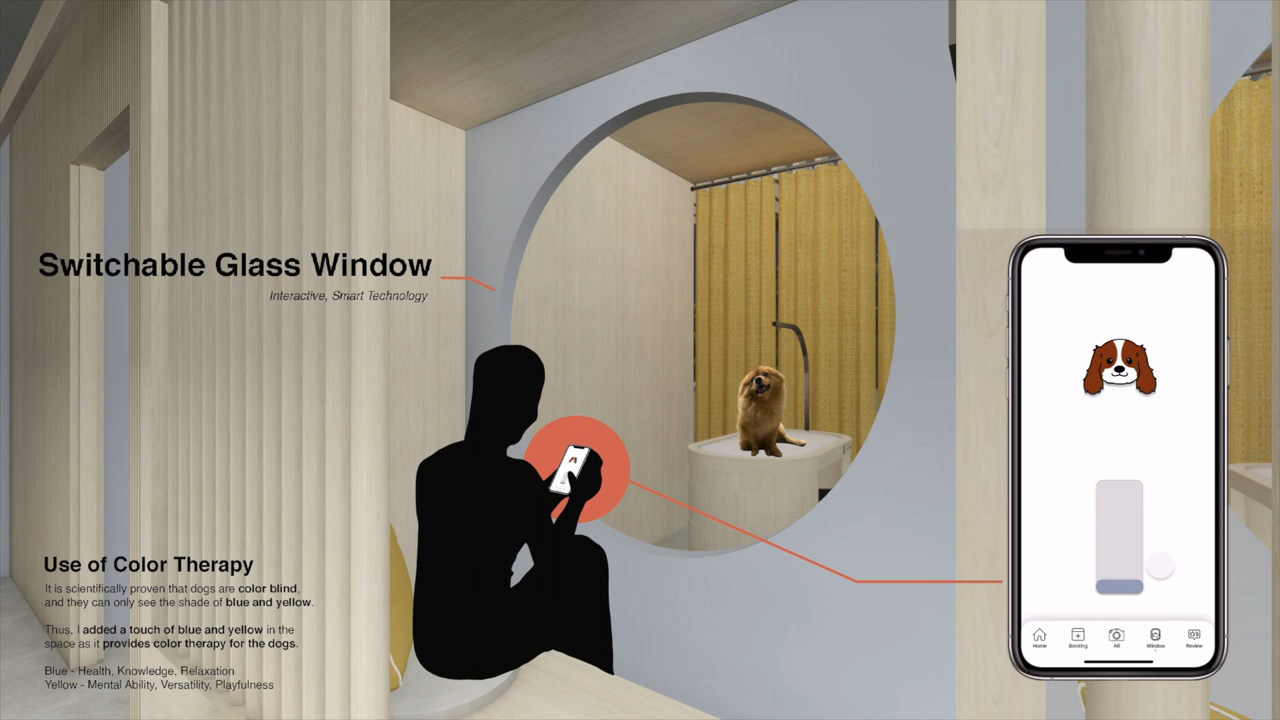 Switchable Glass Window
Interactive, Smart Technology
Use of Color Therapy
It is scientifically proven that dogs are color blind,
and they can only see the shade of blue and yellow.
Thus, I added a touch of blue and yellow in the
space as it provides color therapy for the dogs.
Blue - Health, Knowledge, Relaxation
Yellow - Mental Ability, Versatility, Playfulness
Home Booking AR Window Review